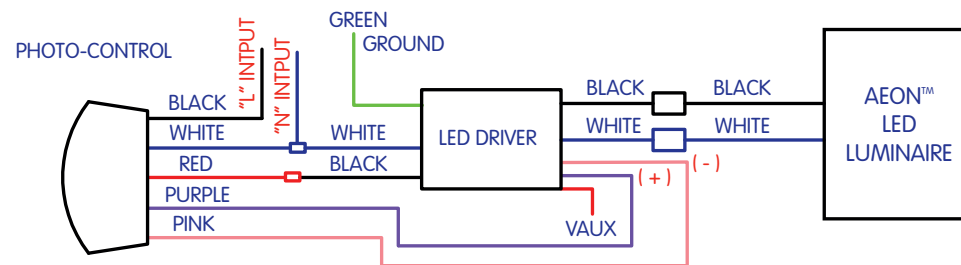 GREEN
GROUND
PHOTO-CONTROL
"L" INTPUT
"N" INTPUT
BLACK
WHITE
RED
PURPLE
PINK
WHITE
BLACK
LED DRIVER
BLACK
WHITE
BLACK
WHITE
(+)
(-)
VAUX
AEON™
LED
LUMINAIRE